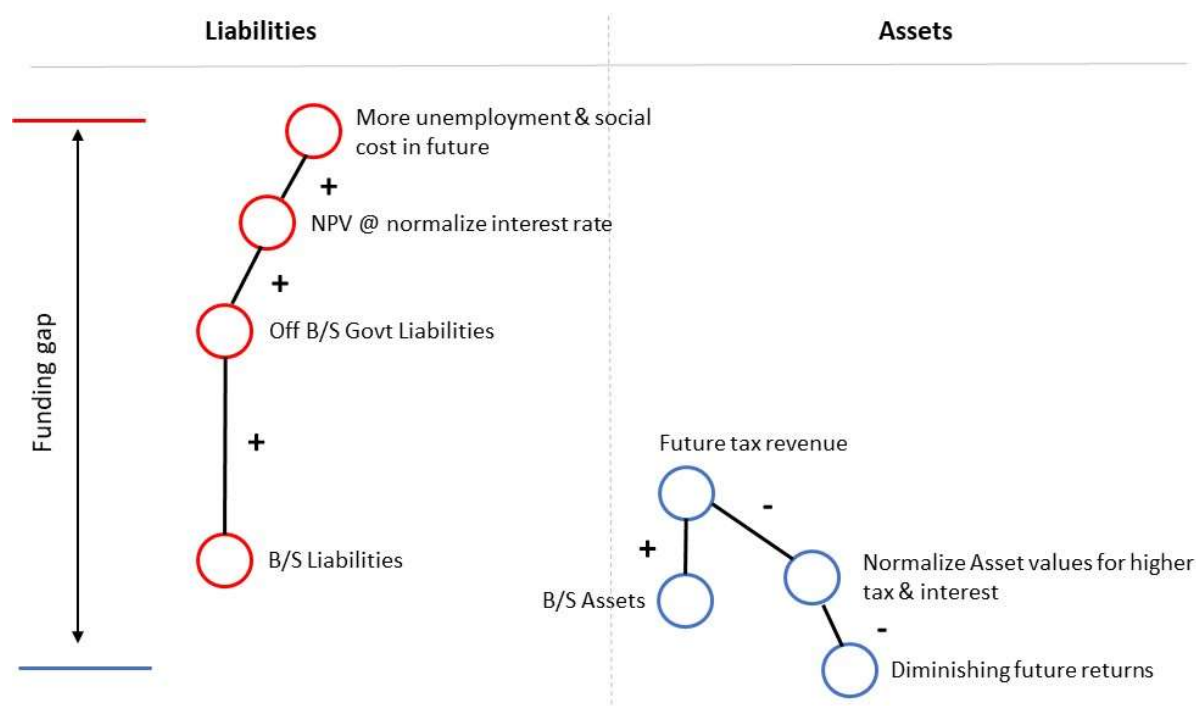 Liabilities
Assets
More unemployment & social
cost in future
+
NPV @ normalize interest rate
+
Off B/S Govt Liabilities
Funding gap
+
B/S Liabilities
Future tax revenue
-
+
Normalize Asset values for higher
tax & interest
B/S Assets
-
Diminishing future returns